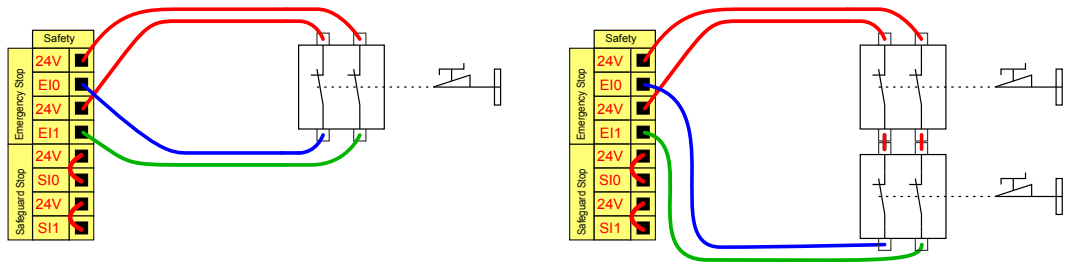 Safety
Emergency Stop
24V
EI0
24V
EI1
Safeguard Stop
24V
SI0
24V
SI1
Safety
Emergency Stop
24V
EI0
24V
EI1
Safeguard Stop
24V
SI0
24V
SI1